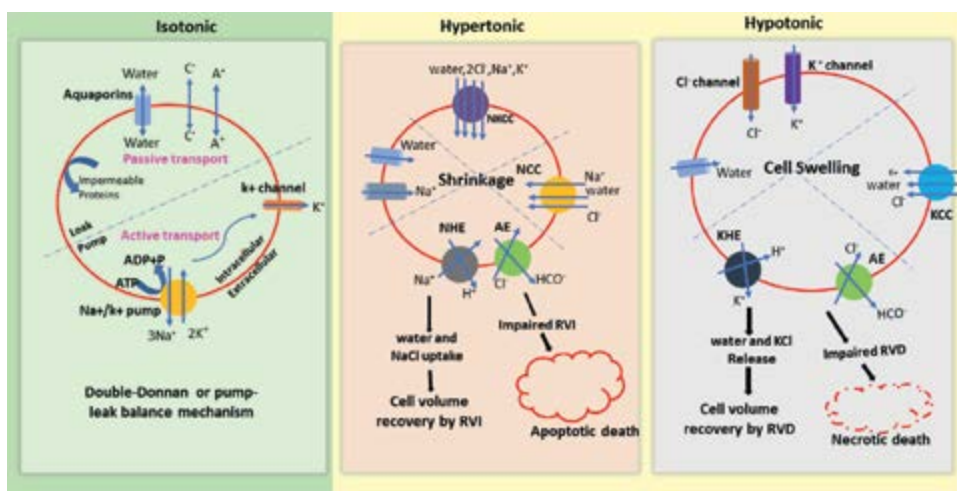 Isotonic
Water
C⁺
A⁺
Aquaporins
Water
C⁺
A⁺
Passive transport
Impermeable
Proteins
k+ channel
K⁺
Leak
Pump
Active transport
Intracellular
Extracellular
ADP+P
ATP
Na+/k+ pump
3Na⁺
2K⁺
Double-Donnan or pump-
leak balance mechanism
Hypertonic
water,2Cl⁻,Na⁺,K⁺
NKCC
Water
Na⁺
Shrinkage
NCC
Na⁺
water
Cl⁻
NHE
AE
Na⁺
H⁺
Cl⁻
HCO⁻
water and
NaCl uptake
Impaired RVI
Cell volume
recovery by RVI
Apoptotic death
Hypotonic
Cl⁻channel
K⁺ channel
Cl⁻
K⁺
Water
Cell Swelling
K+
water
Cl⁻
KCC
KHE
H⁺
K⁺
Cl⁻
AE
HCO⁻
water and KCl
Release
Impaired RVD
Cell volume
recovery by RVD
Necrotic death